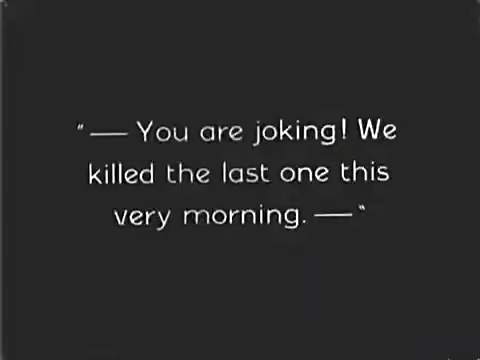 "— You are joking! We
killed the last one this
very morning. —"